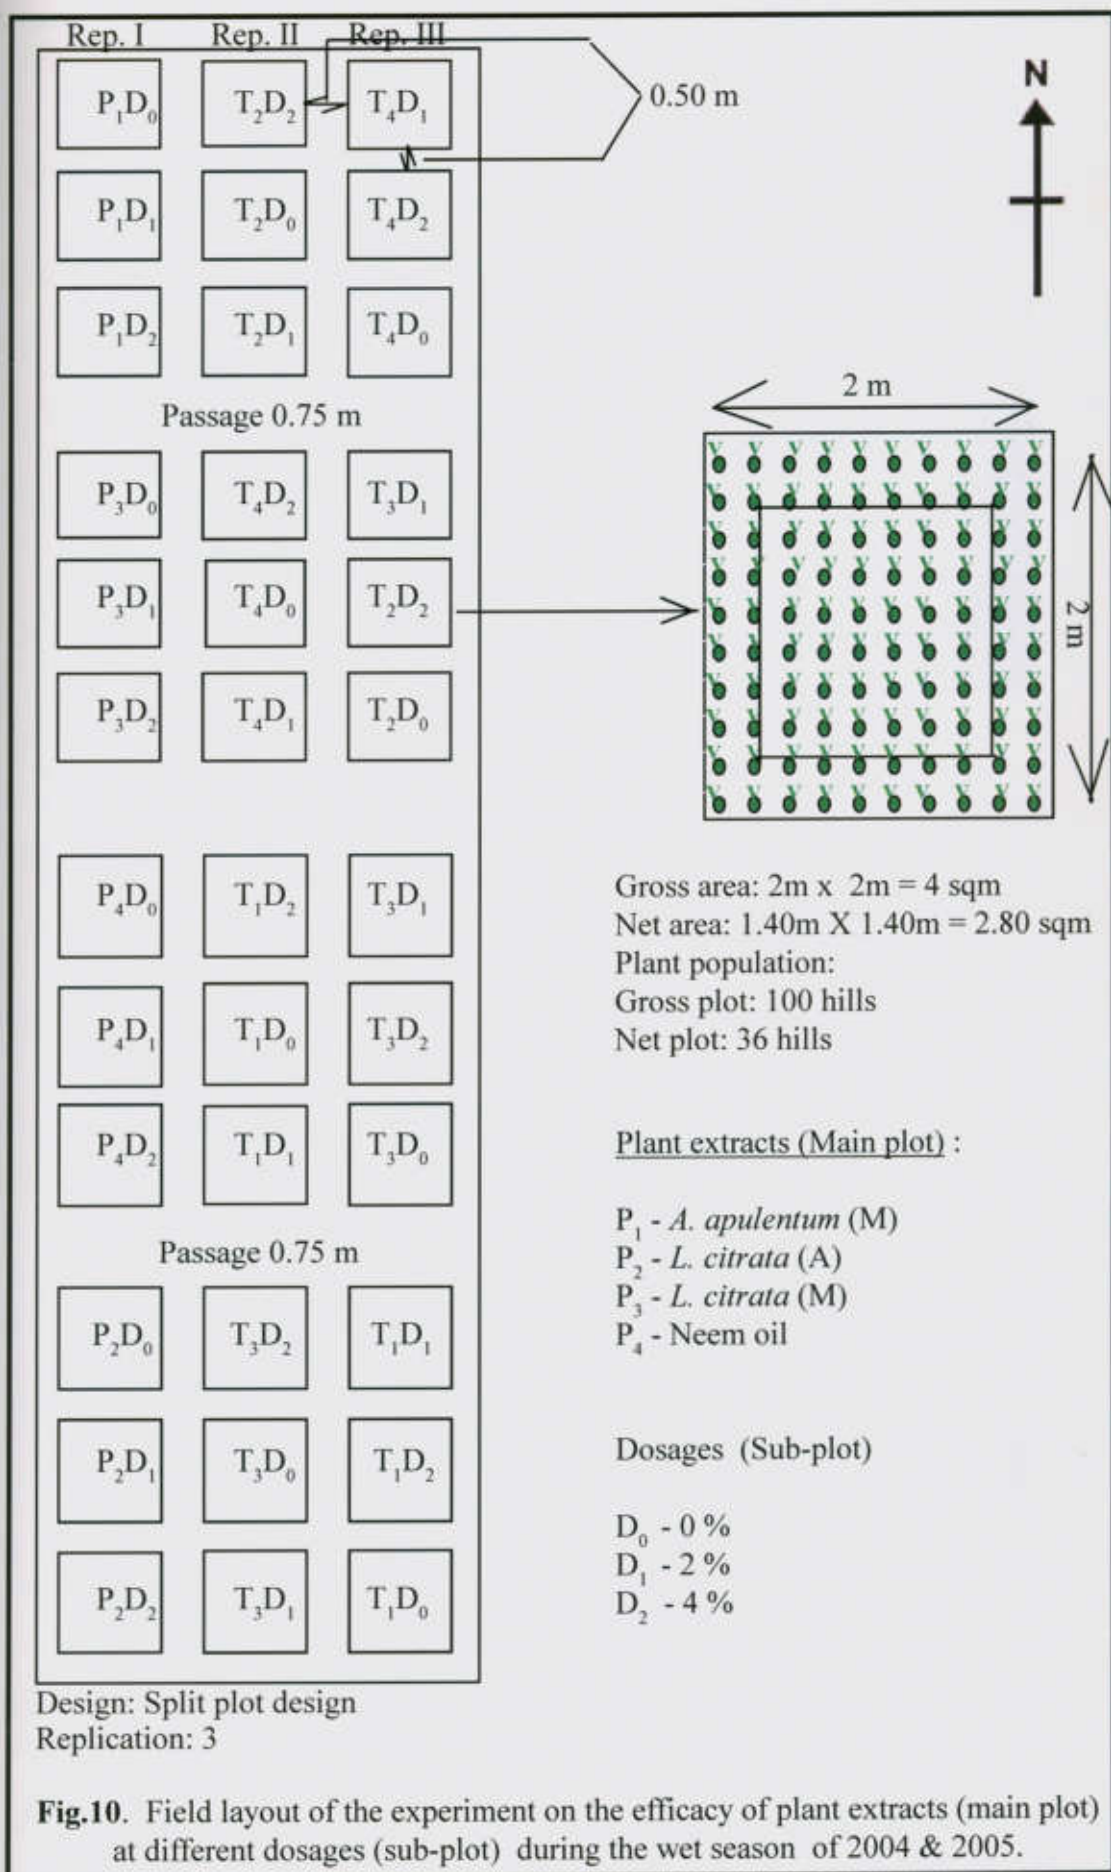 Rep. I Rep. II Rep. III
P₁D₀ T₂D₂ T₄D₁ 0.50 m
N
P₁D₁ T₂D₀ T₄D₂
P₁D₂ T₂D₁ T₄D₀
Passage 0.75 m
P₃D₀ T₄D₂ T₃D₁
P₃D₁ T₄D₀ T₂D₂
P₃D₂ T₄D₁ T₂D₀
2 m
2 m
P₄D₀ T₁D₂ T₃D₁
P₄D₁ T₁D₀ T₃D₂
P₄D₂ T₁D₁ T₃D₀
Passage 0.75 m
P₂D₀ T₃D₂ T₁D₁
P₂D₁ T₃D₀ T₁D₂
P₂D₂ T₃D₁ T₁D₀
Gross area: 2m x 2m = 4 sqm
Net area: 1.40m X 1.40m = 2.80 sqm
Plant population:
Gross plot: 100 hills
Net plot: 36 hills
Plant extracts (Main plot) :
P₁ - A. apulentum (M)
P₂ - L. citrata (A)
P₃ - L. citrata (M)
P₄ - Neem oil
Dosages (Sub-plot)
D₀ - 0 %
D₁ - 2 %
D₂ - 4 %
Design: Split plot design
Replication: 3
Fig.10. Field layout of the experiment on the efficacy of plant extracts (main plot)
at different dosages (sub-plot) during the wet season of 2004 & 2005.